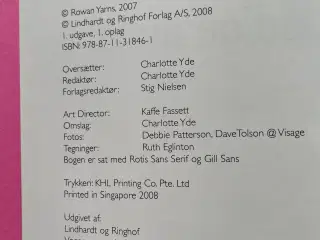 © Rowan Yarns, 2007
© Lindhardt og Ringhof Forlag A/S, 2008
1. udgave, 1. oplag
ISBN: 978-87-11-31846-1
Oversætter: Charlotte Yde
Redaktør: Charlotte Yde
Forlagsredaktør: Stig Nielsen
Art Director: Kaffe Fassett
Omslag: Charlotte Yde
Fotos: Debbie Patterson, DaveTolson @ Visage
Tegninger: Ruth Eglinton
Bogen er sat med Rotis Sans Serif og Gill Sans
Trykkeri: KHL Printing Co. Pte. Ltd
Printed in Singapore 2008
Udgivet af:
Lindhardt og Ringhof